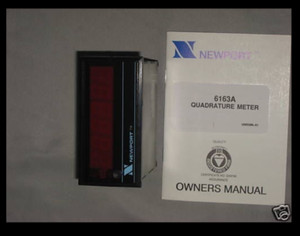 NEWPORT
6163A
QUADRATURE METER
OWNERS MANUAL
NEWPORT